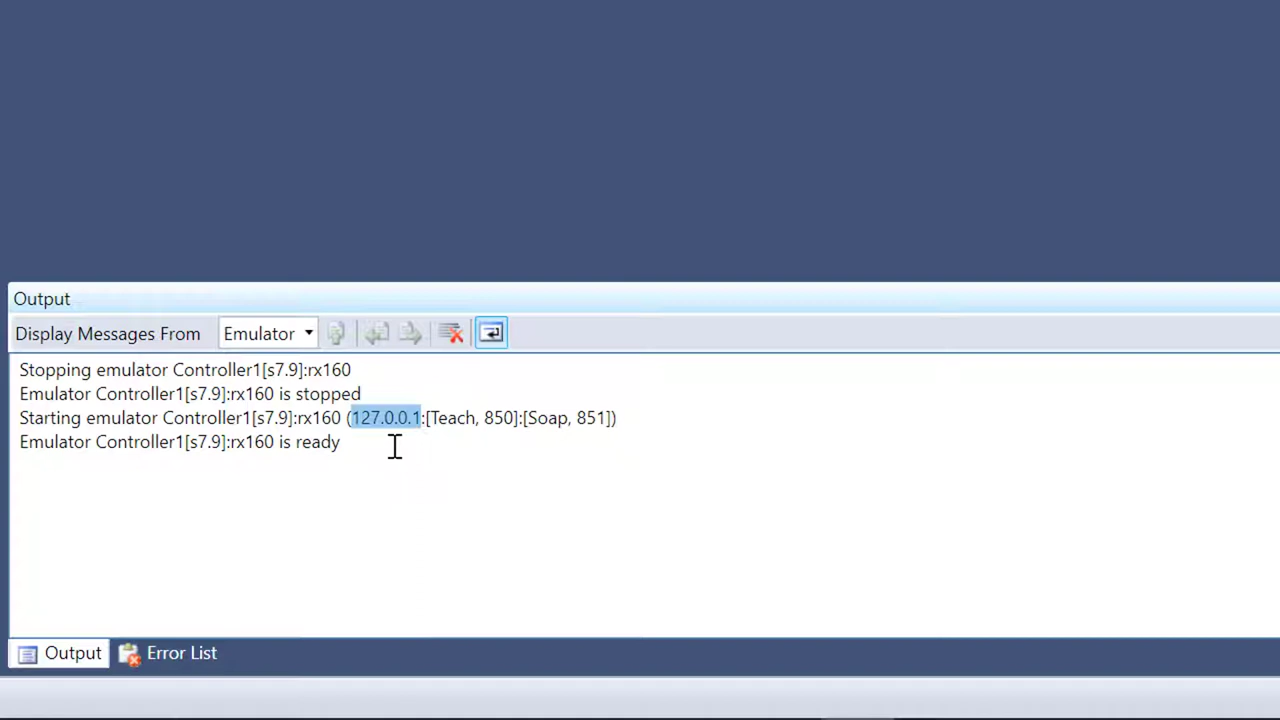 Output
Display Messages From Emulator
Stopping emulator Controller1[s7.9]:rx160
Emulator Controller1[s7.9]:rx160 is stopped
Starting emulator Controller1[s7.9]:rx160 (127.0.0.1:[Teach, 850]:[Soap, 851])
Emulator Controller1[s7.9]:rx160 is ready
Output Error List